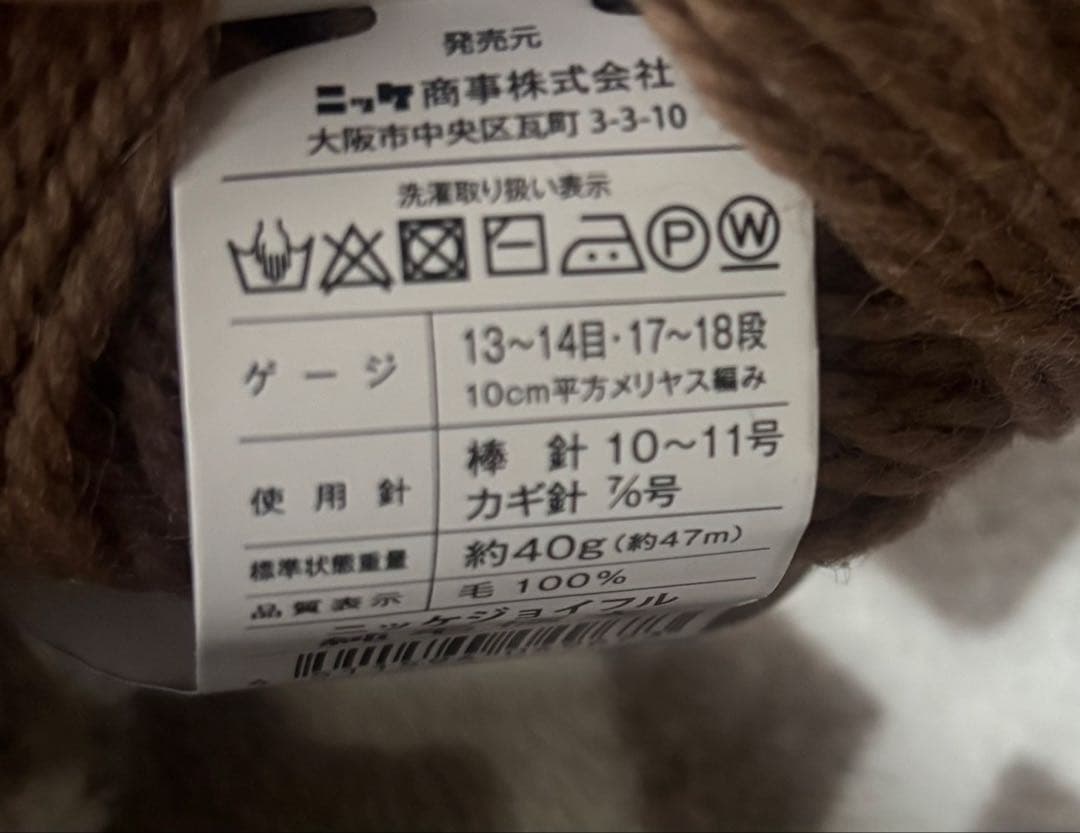 発売元
ニッケ商事株式会社
大阪市中央区瓦町 3-3-10
洗濯取り扱い表示
P W
ゲージ 13〜14目・17〜18段
10cm平方メリヤス編み
使用針 棒針 10〜11号
カギ針 7/0号
標準状態重量 約40g(約47m)
品質表示 毛 100%
ニッケジョイフル